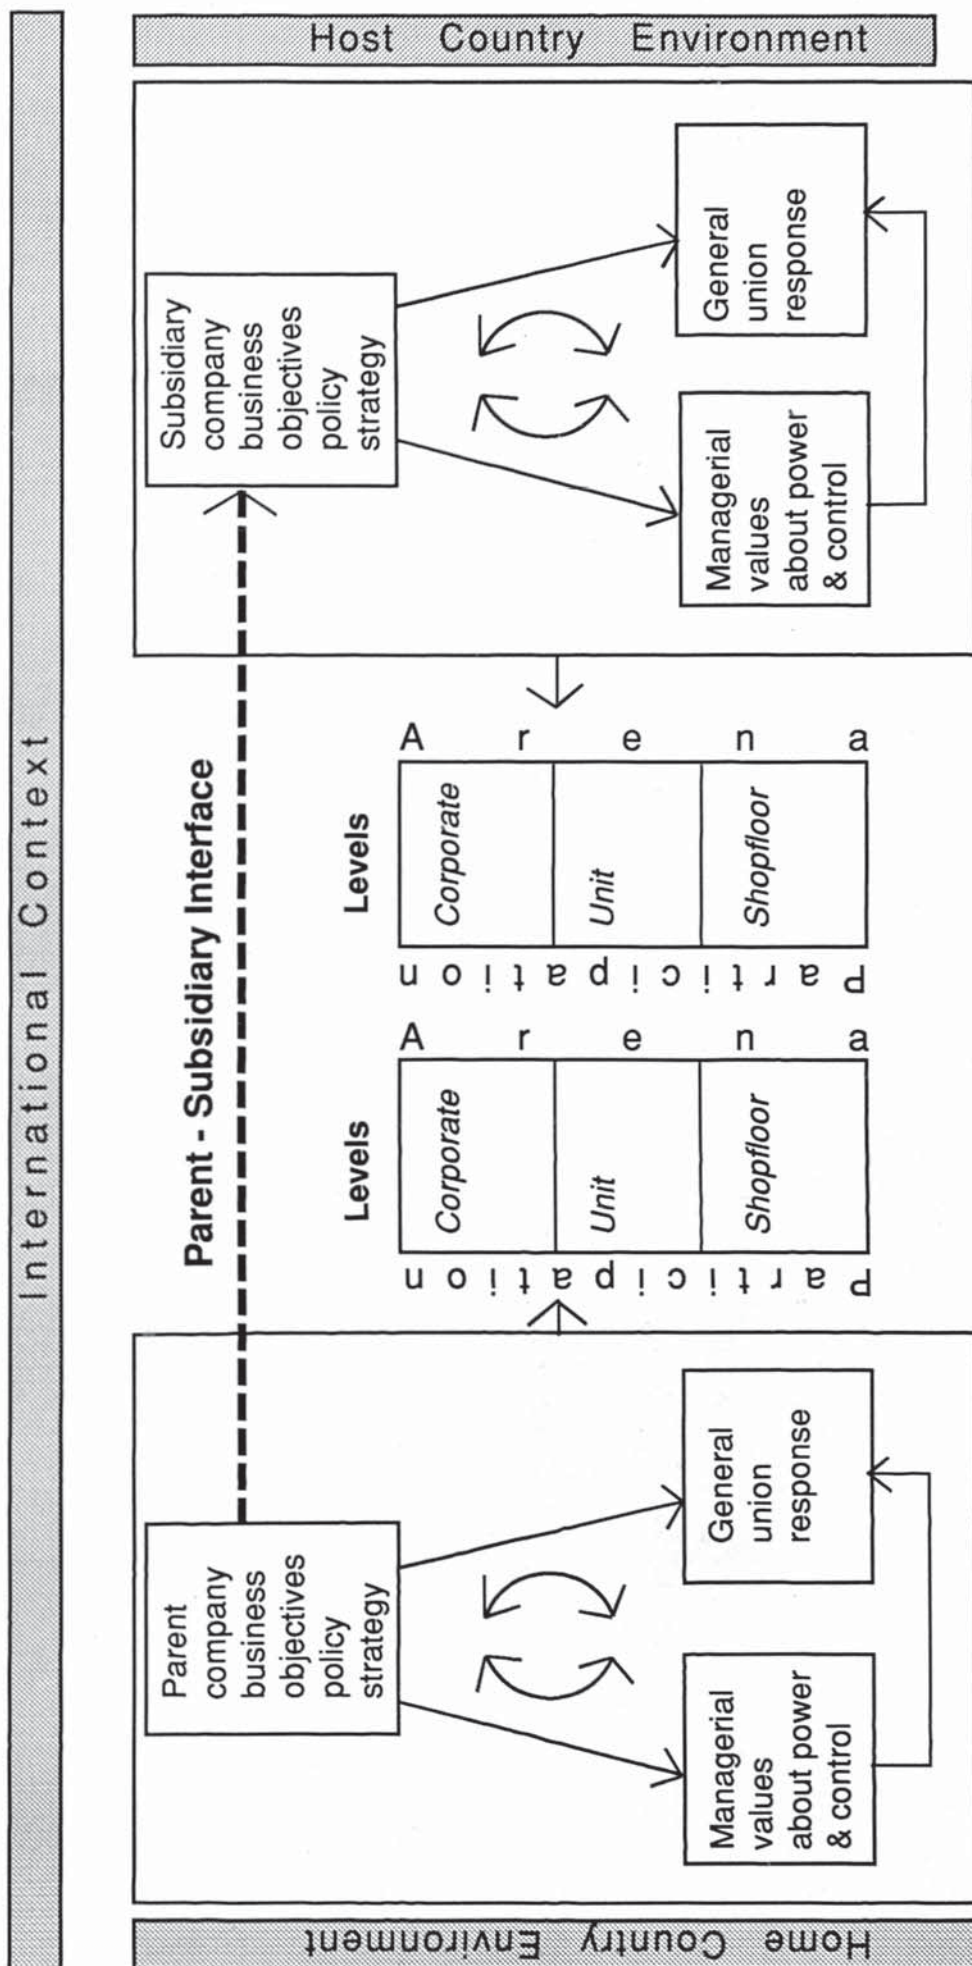 International Context
Home Country Environment
Host Country Environment
Parent
company
business
objectives
policy
strategy
Parent - Subsidiary Interface
Subsidiary
company
business
objectives
policy
strategy
Managerial
values
about power
& control
General
union
response
Levels
Participation
Corporate
Unit
Shopfloor
Arena
Levels
Participation
Corporate
Unit
Shopfloor
Arena
Managerial
values
about power
& control
General
union
response